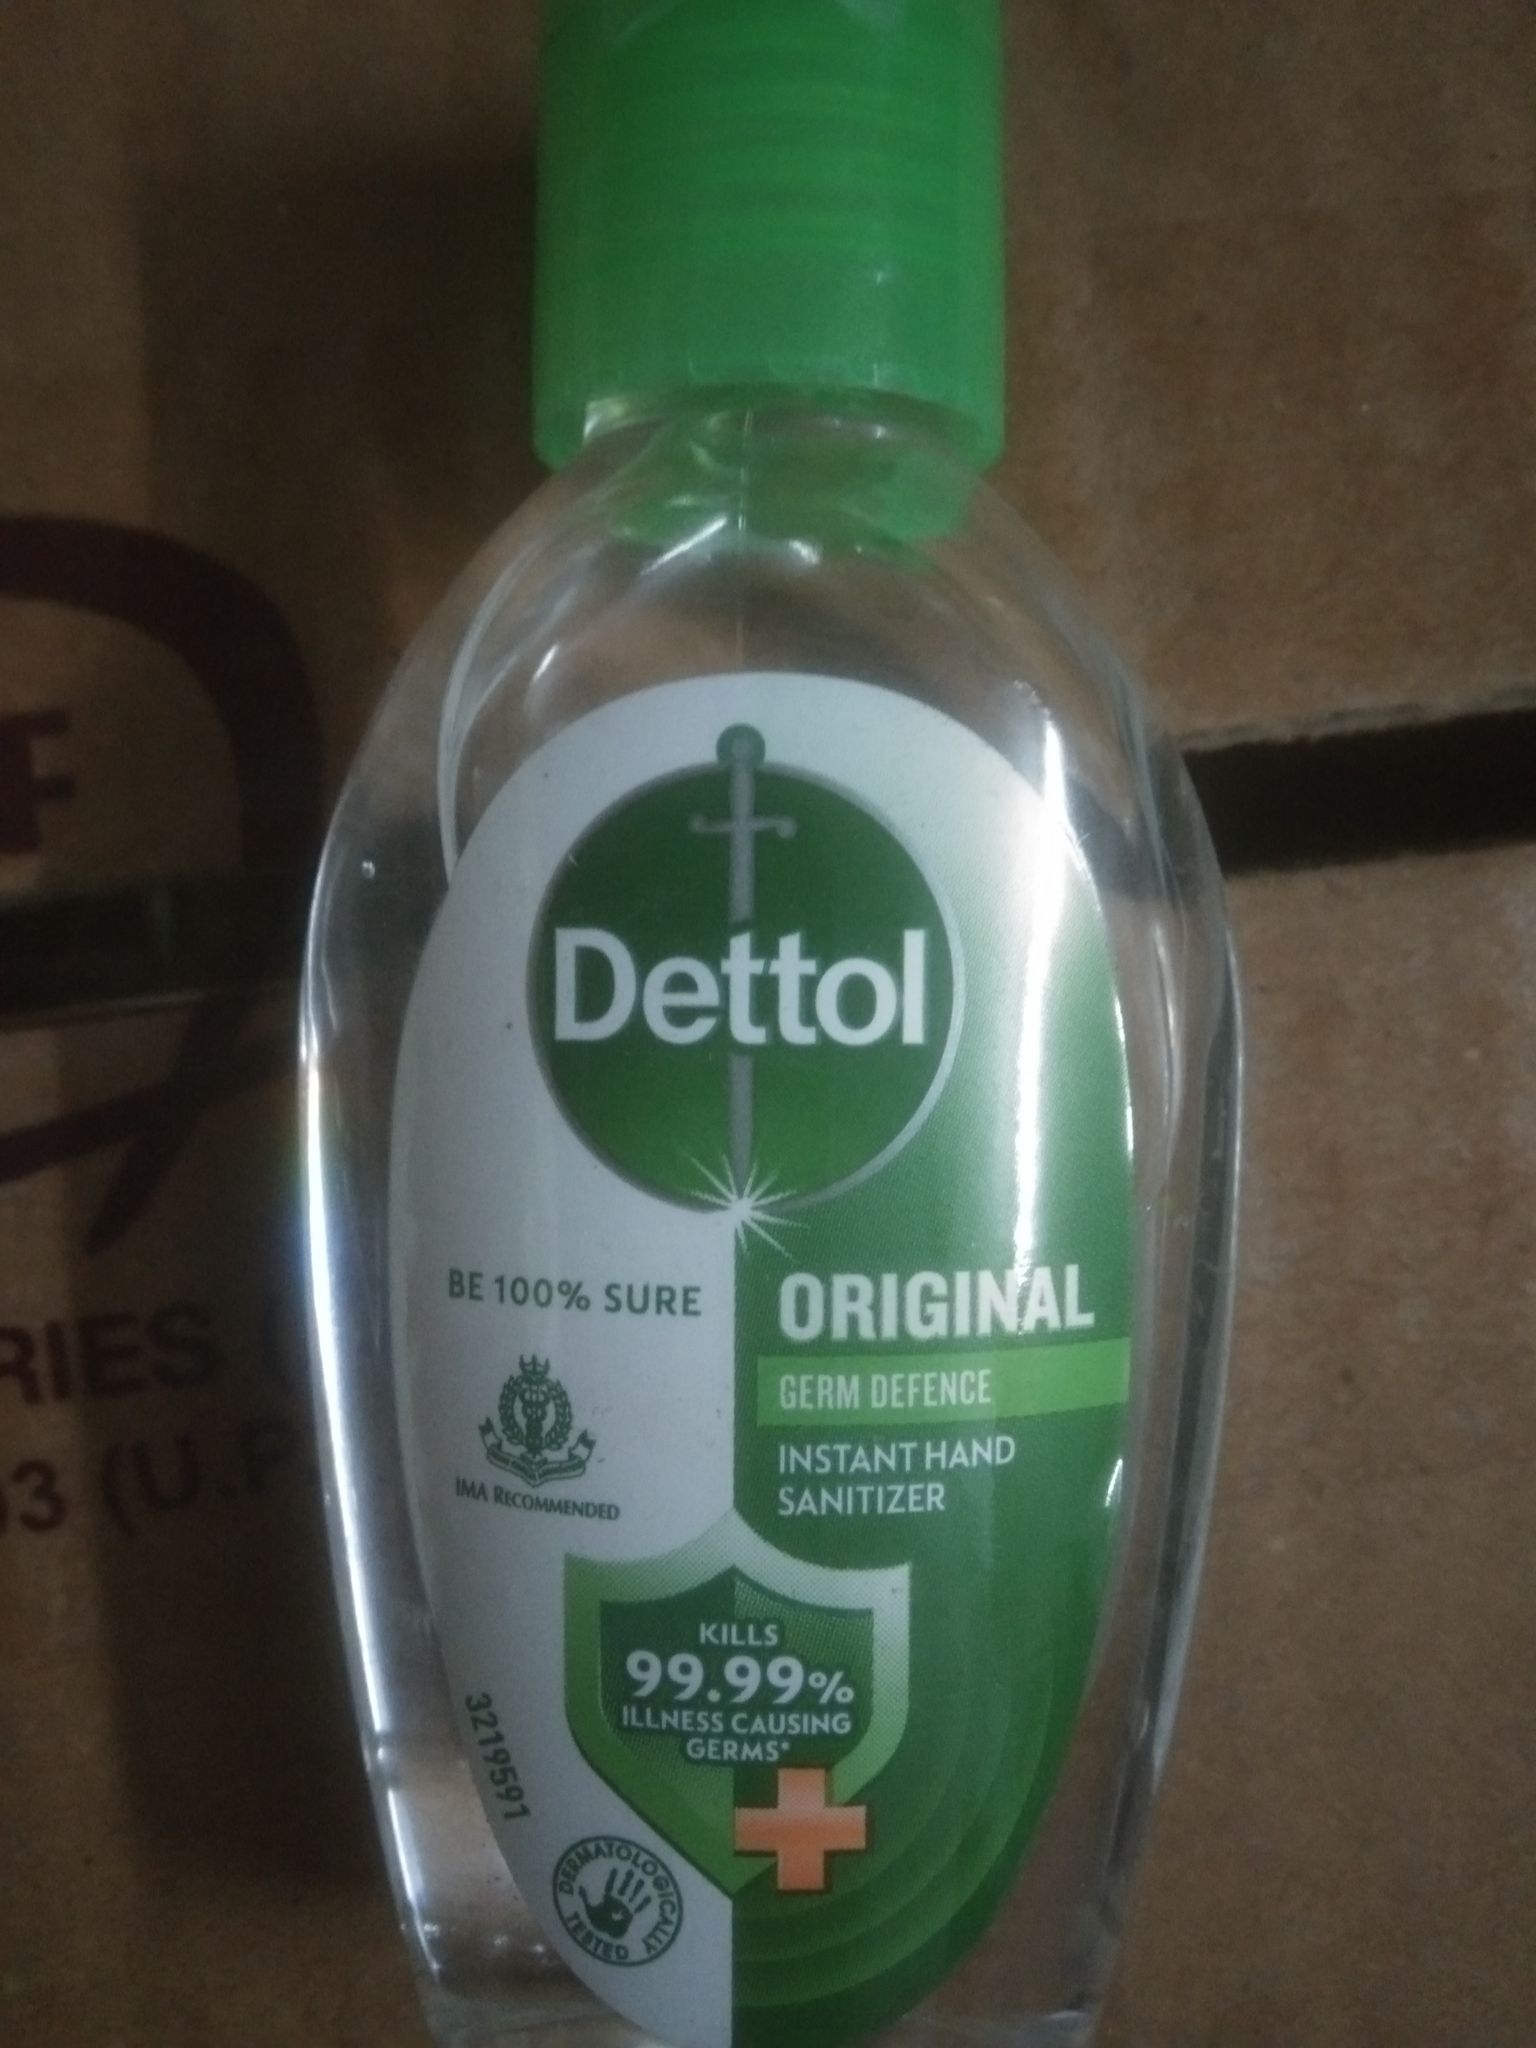 Dettol
BE 100% SURE
IMA RECOMMENDED
ORIGINAL
GERM DEFENCE
INSTANT HAND
SANITIZER
KILLS
99.99%
ILLNESS CAUSING
GERMS*
3219591
DERMATOLOGICALLY
TESTED
RIES
03 (U.P